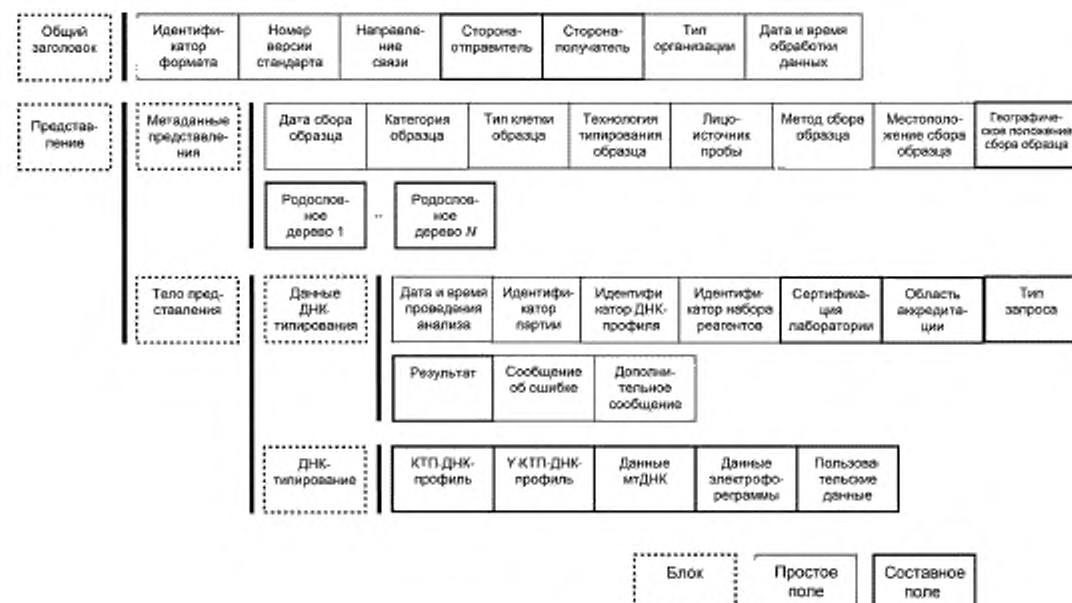 Общий
заголовок
Идентифи-
катор
формата
Номер
версии
стандарта
Направле-
ние
связи
Сторона-
отправитель
Сторона-
получатель
Тип
организации
Дата и время
обработки
данных
Представ-
ление
Метаданные
представле-
ния
Дата сбора
образца
Категория
образца
Тип клетки
образца
Технология
типирования
образца
Лицо-
источник
пробы
Метод сбора
образца
Местополо-
жение сбора
образца
Географиче-
ское положение
сбора образца
Родослов-
ное
дерево 1
..
Родослов-
ное
дерево N
Тело пред-
ставления
Данные
ДНК-
типирования
Дата и время
проведения
анализа
Идентифи-
катор
партии
Идентифи
катор ДНК-
профиля
Идентифи-
катор набора
реагентов
Сертифика-
ция
лаборатории
Область
аккредита-
ции
Тип
запроса
Результат
Сообщение
об ошибке
Дополни-
тельное
сообщение
ДНК-
типирование
КТП-ДНК-
профиль
Y-КТП-ДНК-
профиль
Данные
мтДНК
Данные
электрофо-
реграммы
Пользова
тельские
данные
Блок
Простое
поле
Составное
поле